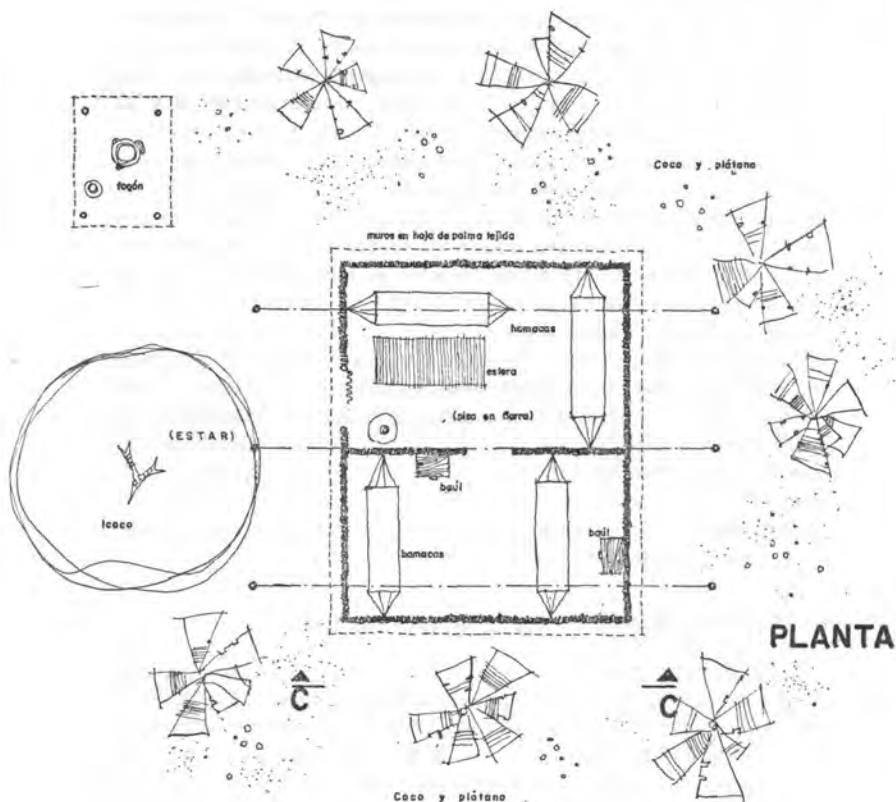 Coco y plátano
fogón
muros en hoja de palma tejida
hamacas
estera
(ESTAR)
(piso en tierra)
baúl
Icaco
baúl
hamacas
PLANTA
C
C
Coco y plátano